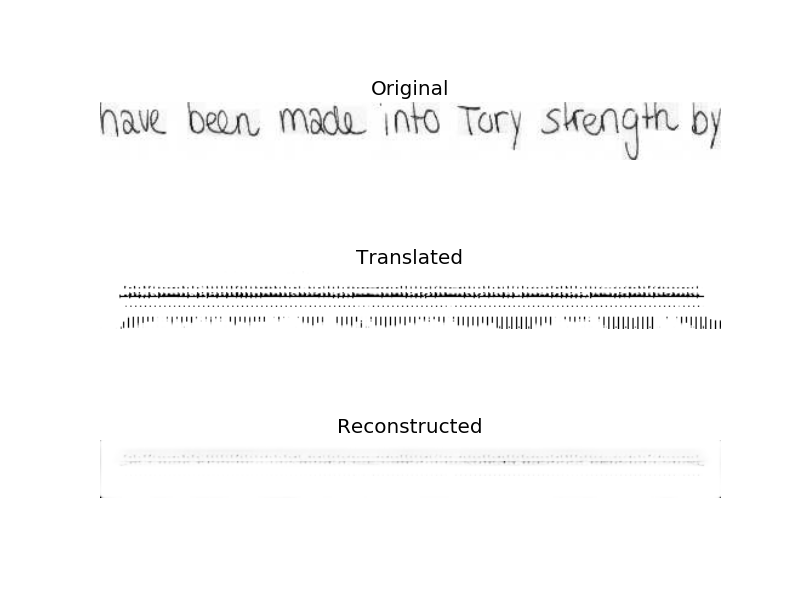 Original
have been made into Tory strength by
Translated
Reconstructed